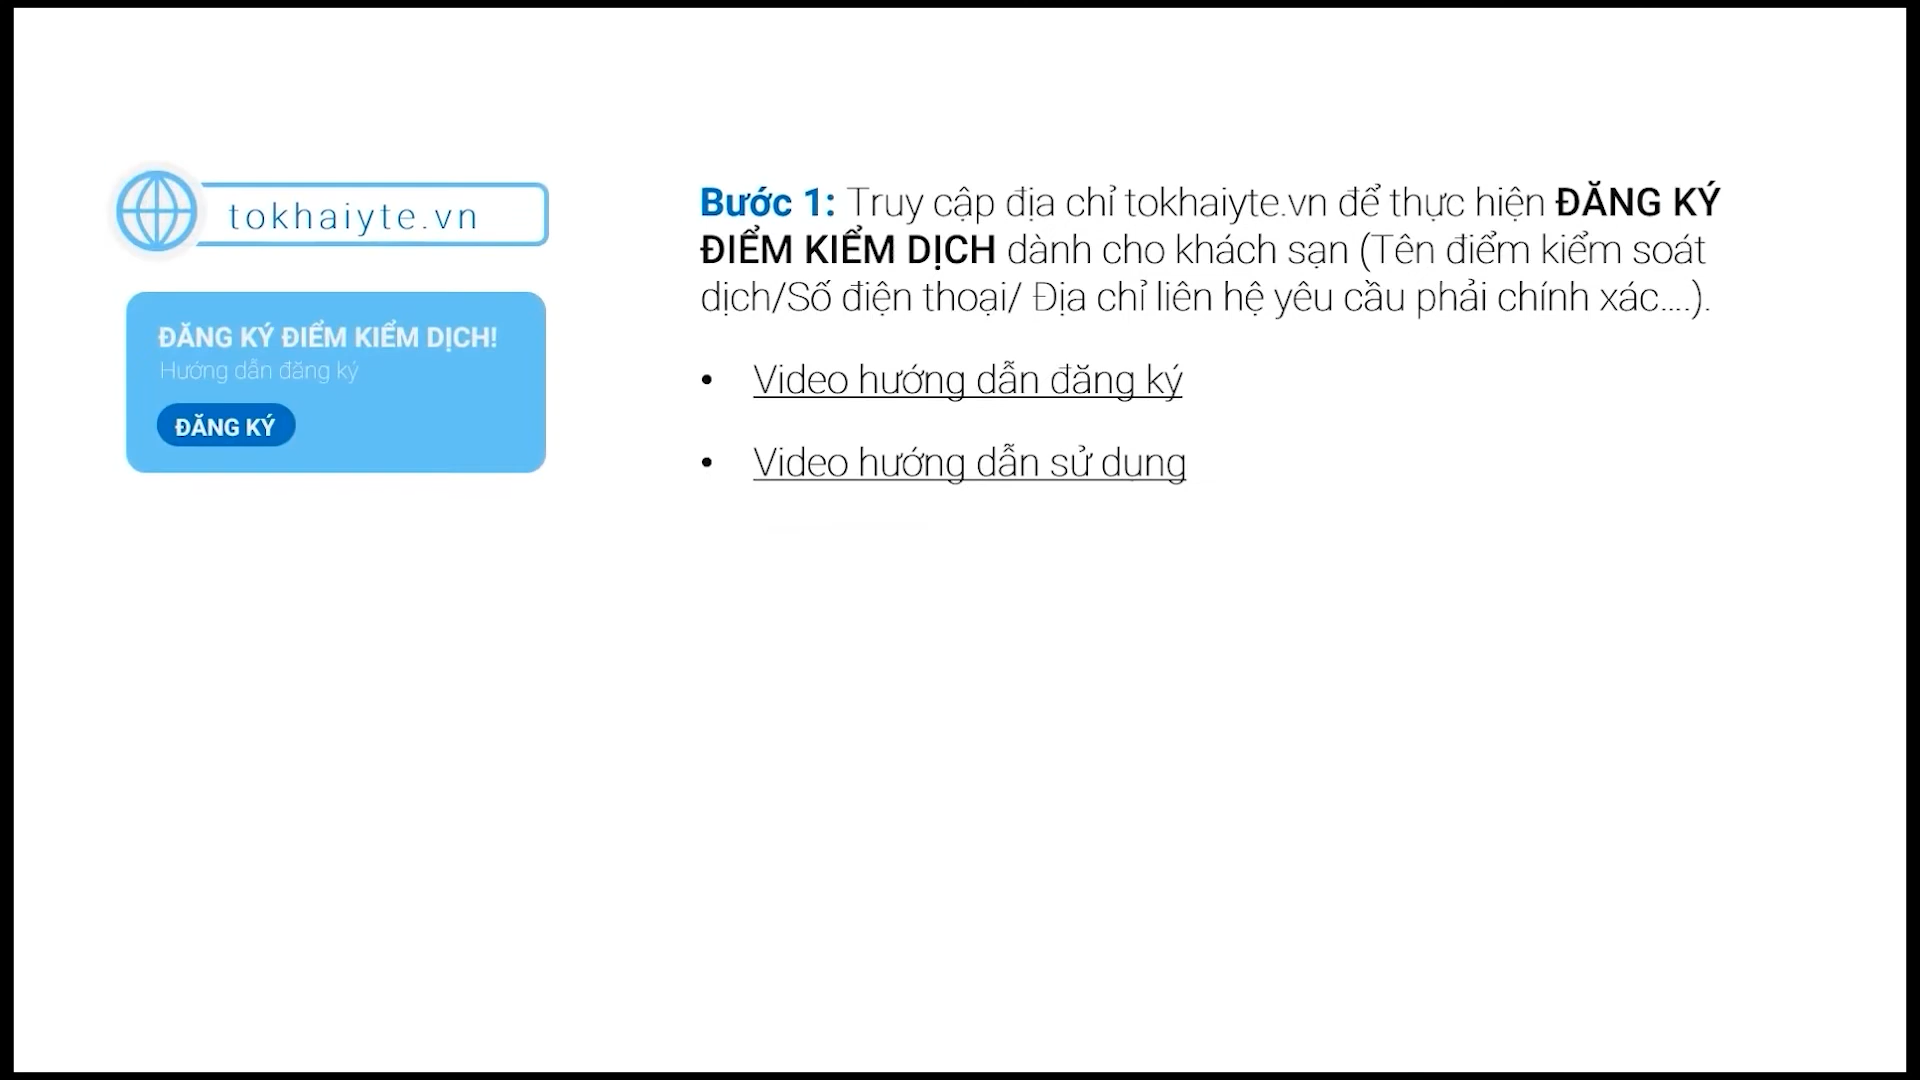 tokhaiyte.vn
ĐĂNG KÝ ĐIỂM KIỂM DỊCH!
Hướng dẫn đăng ký
ĐĂNG KÝ
Bước 1: Truy cập địa chỉ tokhaiyte.vn để thực hiện ĐĂNG KÝ
ĐIỂM KIỂM DỊCH dành cho khách sạn (Tên điểm kiểm soát
dịch/Số điện thoại/ Địa chỉ liên hệ yêu cầu phải chính xác....).
• Video hướng dẫn đăng ký
• Video hướng dẫn sử dụng